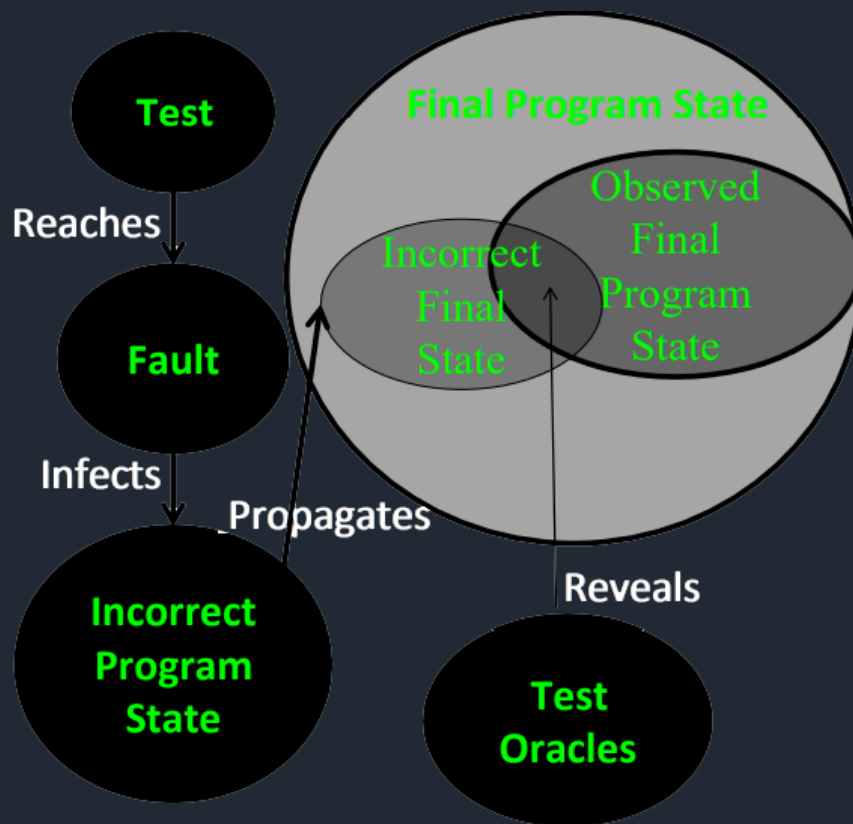 Test
Reaches
Fault
Infects
Incorrect
Program
State
Propagates
Final Program State
Incorrect
Final
State
Observed
Final
Program
State
Reveals
Test
Oracles